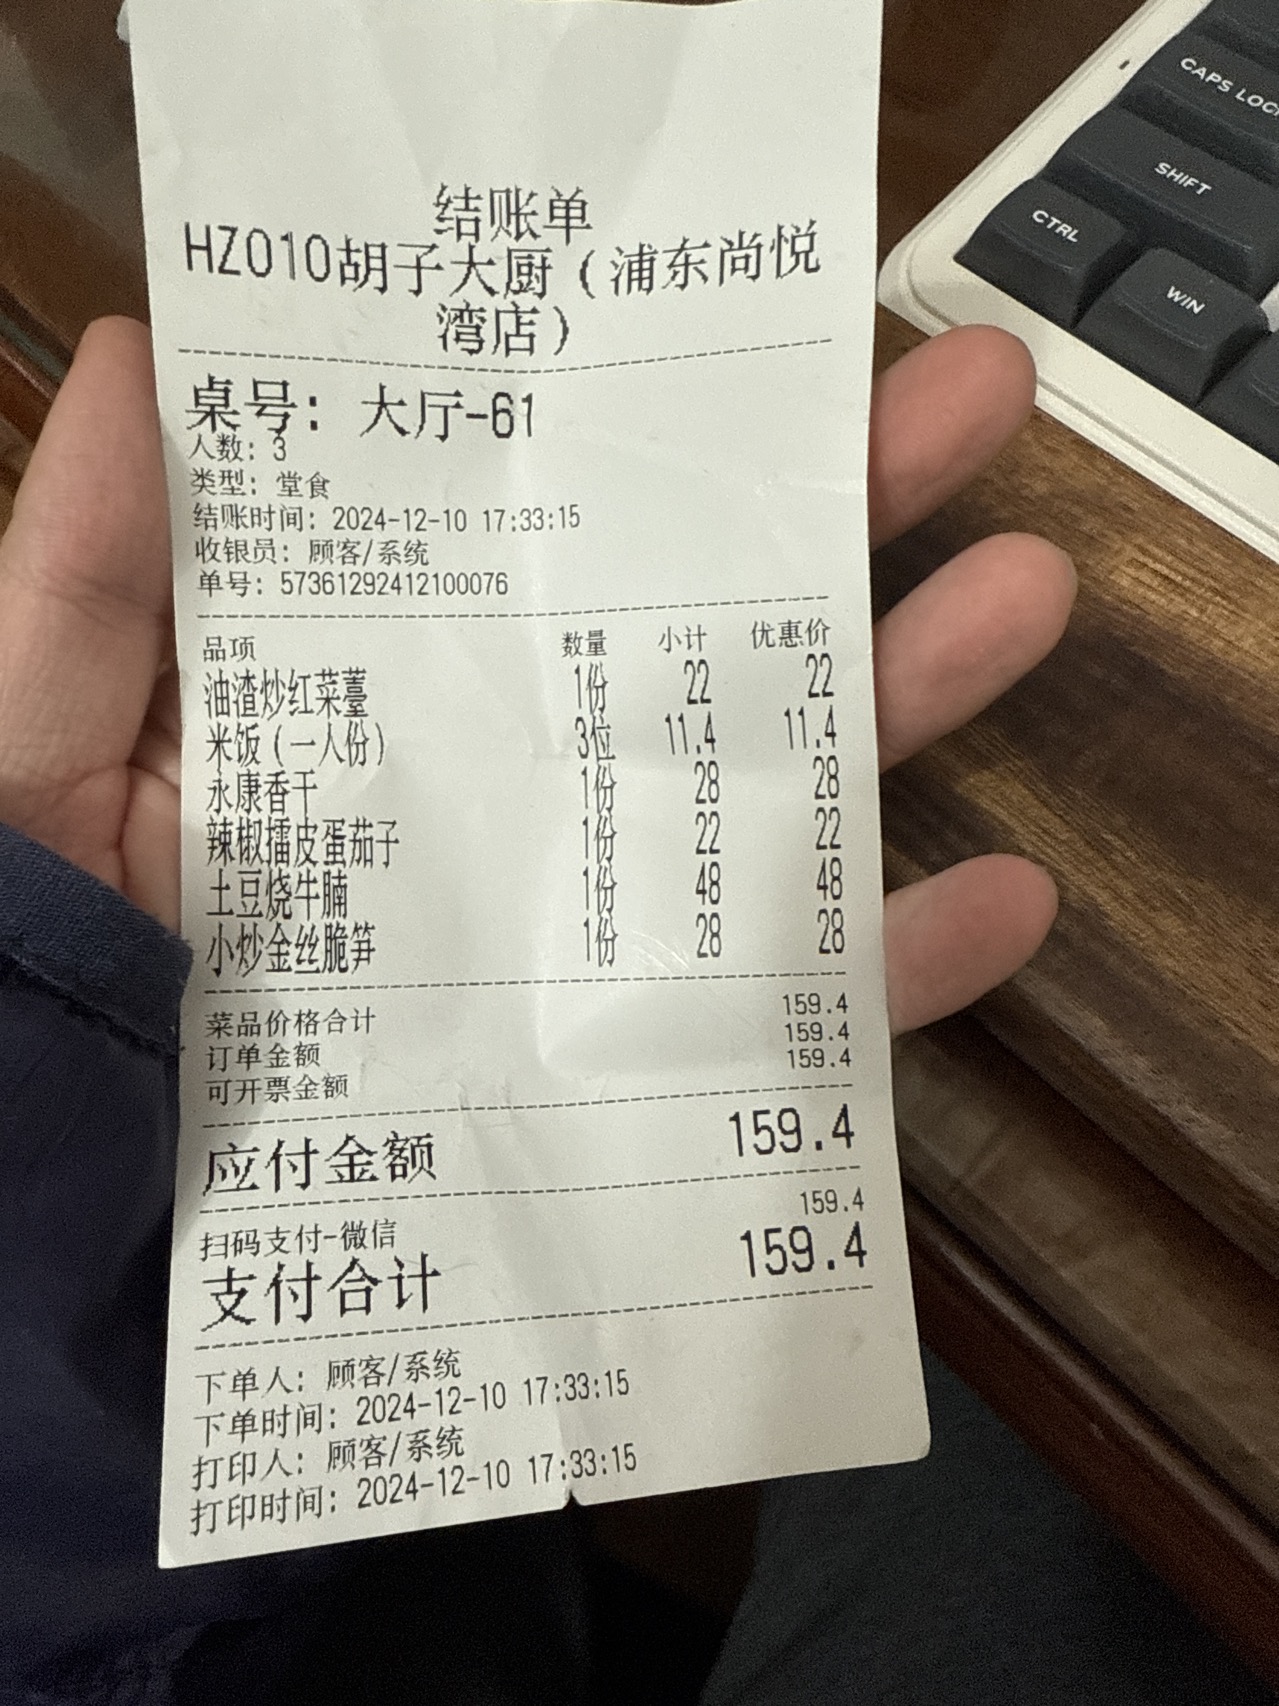 结账单
HZ010胡子大厨（浦东尚悦
湾店）
桌号：大厅-61
人数：3
类型：堂食
结账时间：2024-12-10 17:33:15
收银员：顾客/系统
单号：57361292412100076
品项 数量 小计 优惠价
油渣炒红菜薹 1份 22 22
米饭（一人份） 3位 11.4 11.4
永康香干 1份 28 28
辣椒擂皮蛋茄子 1份 22 22
土豆烧牛腩 1份 48 48
小炒金丝脆笋 1份 28 28
菜品价格合计 159.4
订单金额 159.4
可开票金额 159.4
应付金额 159.4
扫码支付-微信 159.4
支付合计 159.4
下单人：顾客/系统
下单时间：2024-12-10 17:33:15
打印人：顾客/系统
打印时间：2024-12-10 17:33:15
CAPS LOCK
SHIFT
CTRL
WIN